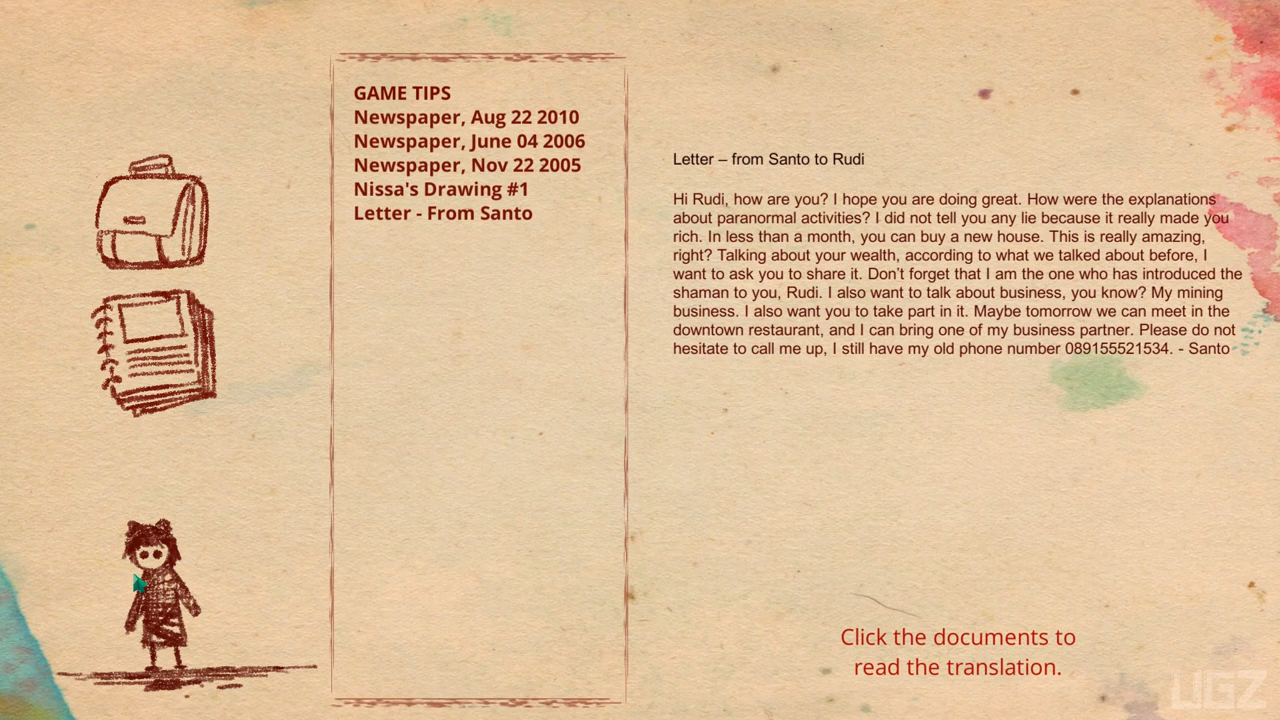 GAME TIPS
Newspaper, Aug 22 2010
Newspaper, June 04 2006
Newspaper, Nov 22 2005
Nissa's Drawing #1
Letter - From Santo
Letter – from Santo to Rudi
Hi Rudi, how are you? I hope you are doing great. How were the explanations
about paranormal activities? I did not tell you any lie because it really made you
rich. In less than a month, you can buy a new house. This is really amazing,
right? Talking about your wealth, according to what we talked about before, I
want to ask you to share it. Don't forget that I am the one who has introduced the
shaman to you, Rudi. I also want to talk about business, you know? My mining
business. I also want you to take part in it. Maybe tomorrow we can meet in the
downtown restaurant, and I can bring one of my business partner. Please do not
hesitate to call me up, I still have my old phone number 089155521534. - Santo
Click the documents to
read the translation.
UGZ